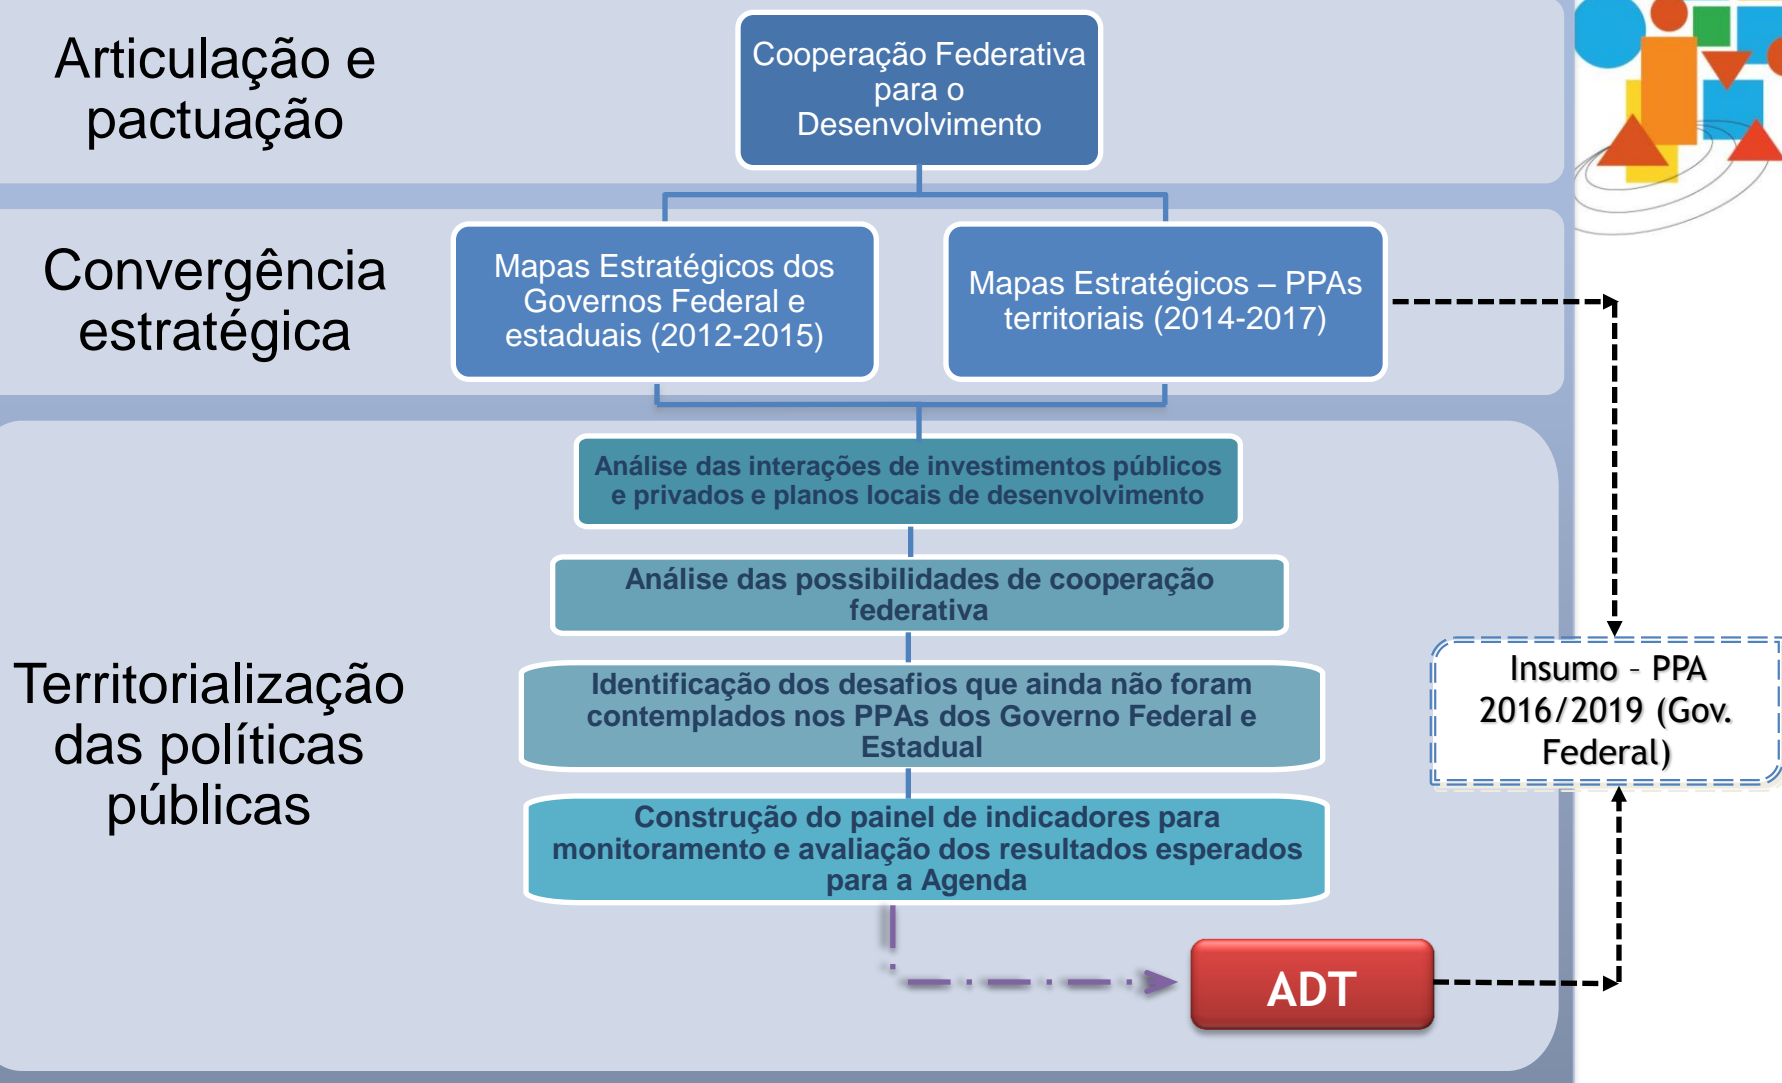 Articulação e
pactuação
Cooperação Federativa
para o
Desenvolvimento
Convergência
estratégica
Mapas Estratégicos dos
Governos Federal e
estaduais (2012-2015)
Mapas Estratégicos – PPAs
territoriais (2014-2017)
Territorialização
das políticas
públicas
Análise das interações de investimentos públicos
e privados e planos locais de desenvolvimento
Análise das possibilidades de cooperação
federativa
Identificação dos desafios que ainda não foram
contemplados nos PPAs dos Governo Federal e
Estadual
Construção do painel de indicadores para
monitoramento e avaliação dos resultados esperados
para a Agenda
ADT
Insumo – PPA
2016/2019 (Gov.
Federal)